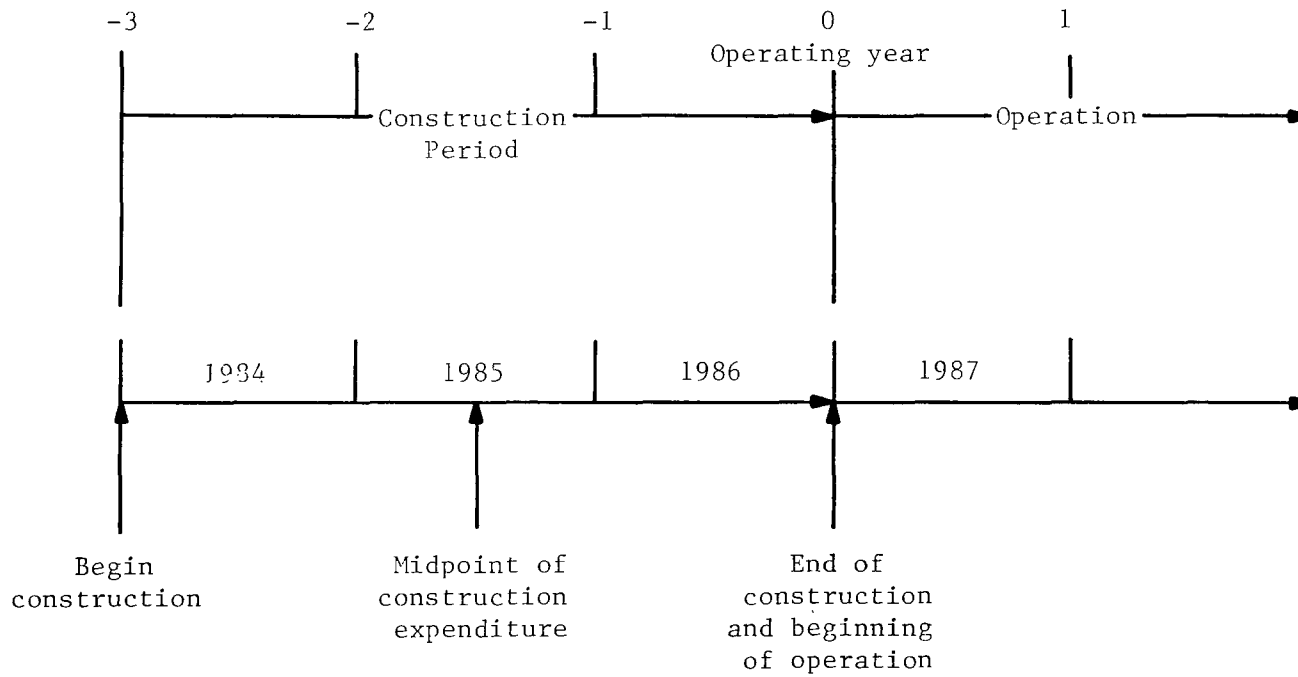 -3 -2 -1 0 1
Operating year
Construction
Period
Operation
1984 1985 1986 1987
Begin
construction
Midpoint of
construction
expenditure
End of
construction
and beginning
of operation